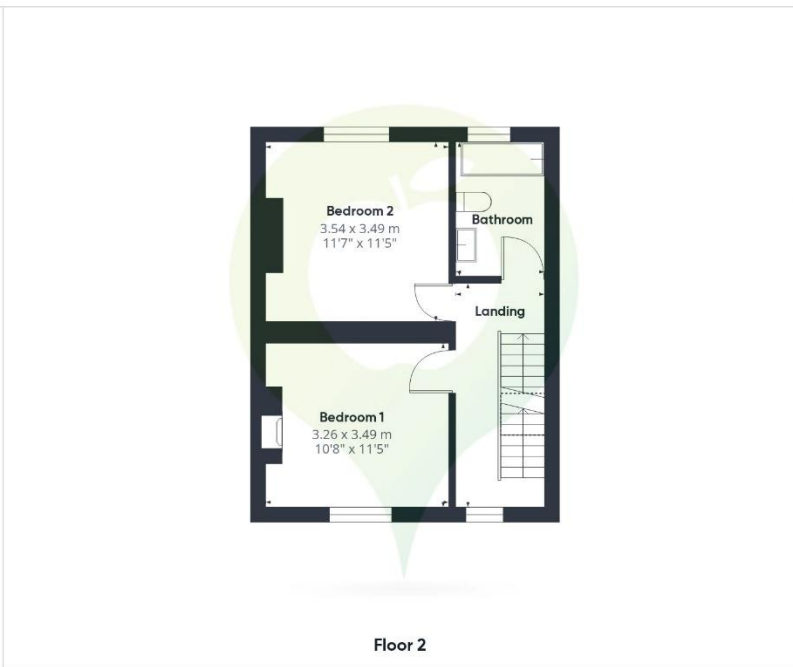 Bedroom 2
3.54 x 3.49 m
11'7" x 11'5"
Bathroom
Landing
Bedroom 1
3.26 x 3.49 m
10'8" x 11'5"
Floor 2